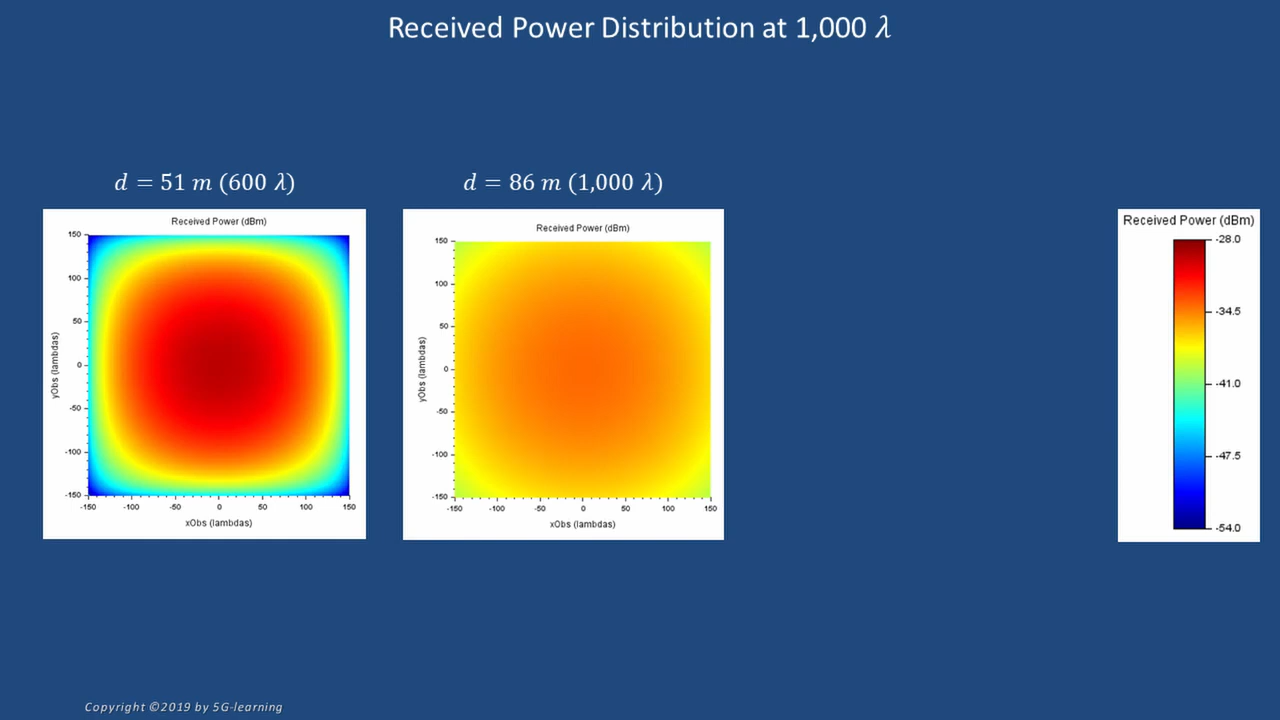 Received Power Distribution at 1,000 λ
d = 51 m (600 λ)
d = 86 m (1,000 λ)
Received Power (dBm)
150
100
50
0
-50
-100
-150
yObs (lambdas)
-150 -100 -50 0 50 100 150
xObs (lambdas)
Received Power (dBm)
150
100
50
0
-50
-100
-150
yObs (lambdas)
-150 -100 -50 0 50 100 150
xObs (lambdas)
Received Power (dBm)
-28.0
-34.5
-41.0
-47.5
-54.0
Copyright ©2019 by 5G-learning